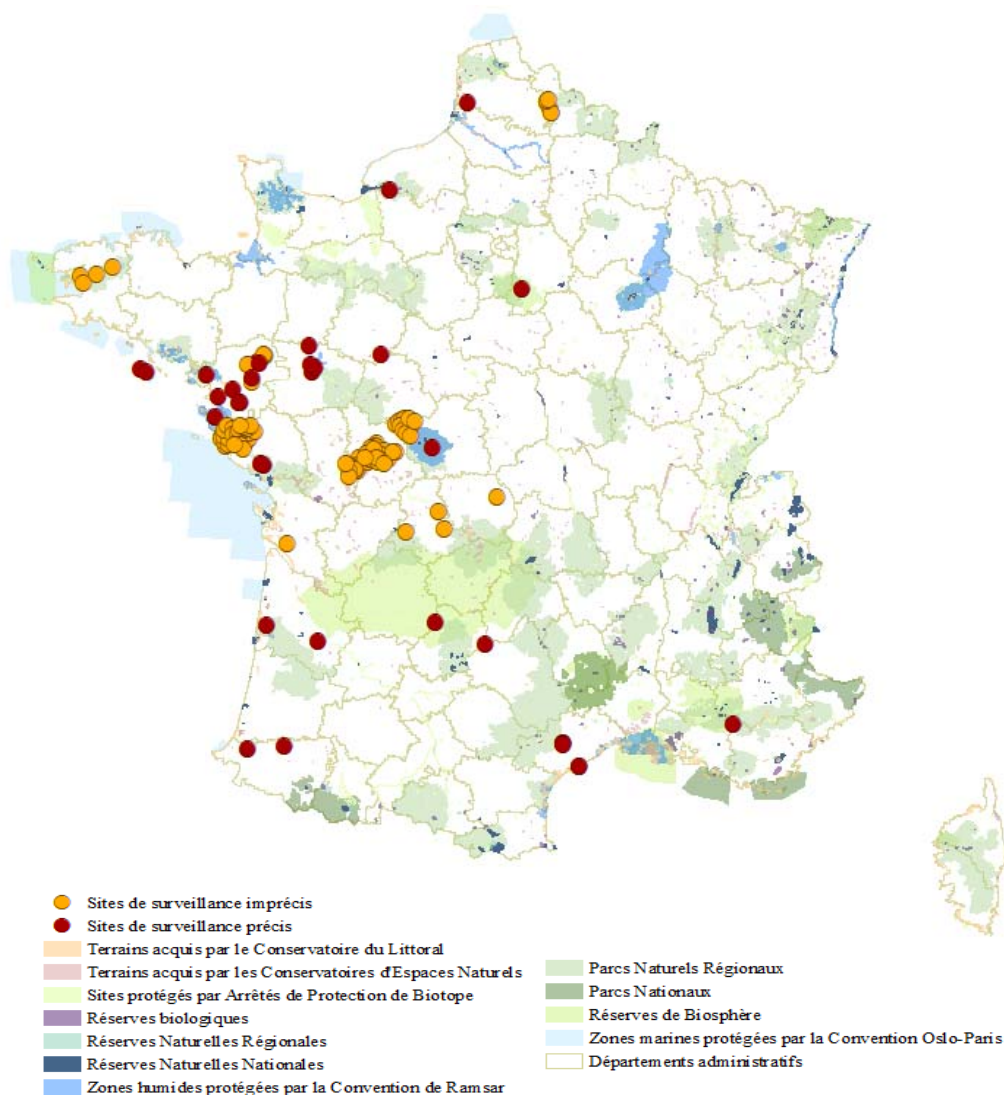 Sites de surveillance imprécis
Sites de surveillance précis
Terrains acquis par le Conservatoire du Littoral
Terrains acquis par les Conservatoires d'Espaces Naturels
Sites protégés par Arrêtés de Protection de Biotope
Réserves biologiques
Réserves Naturelles Régionales
Réserves Naturelles Nationales
Zones humides protégées par la Convention de Ramsar
Parcs Naturels Régionaux
Parcs Nationaux
Réserves de Biosphère
Zones marines protégées par la Convention Oslo-Paris
Départements administratifs